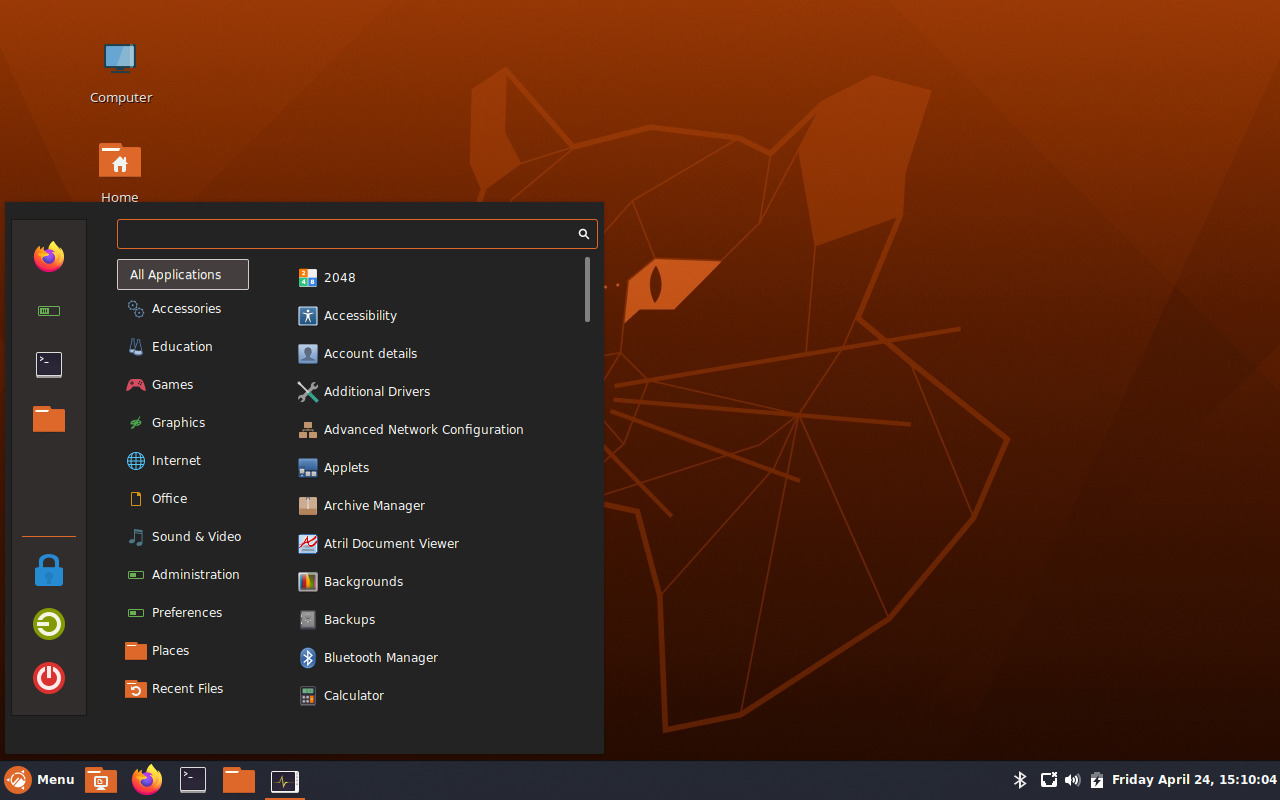 Computer
Home
All Applications
Accessories
Education
Games
Graphics
Internet
Office
Sound & Video
Administration
Preferences
Places
Recent Files
2048
Accessibility
Account details
Additional Drivers
Advanced Network Configuration
Applets
Archive Manager
Atril Document Viewer
Backgrounds
Backups
Bluetooth Manager
Calculator
Menu
Friday April 24, 15:10:04